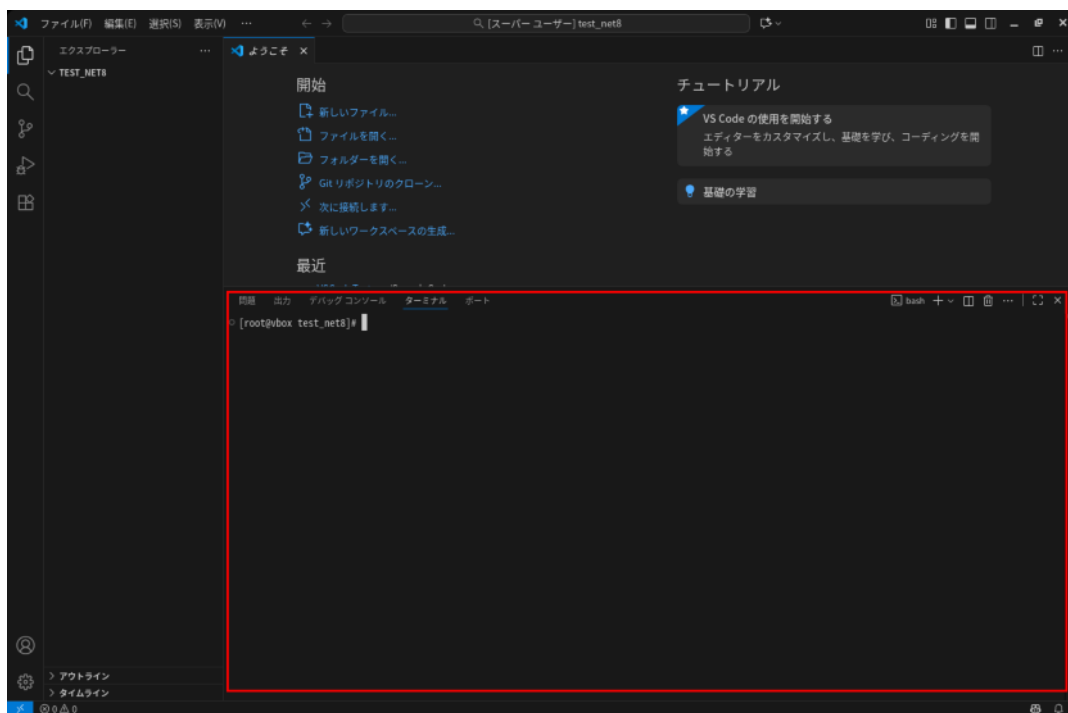 ファイル(F) 編集(E) 選択(S) 表示(V) ··· ← → [スーパー ユーザー] test_net8
エクスプローラー ···
TEST_NET8
ようこそ ×
開始
新しいファイル...
ファイルを開く...
フォルダーを開く...
Git リポジトリのクローン...
次に接続します...
新しいワークスペースの生成...
最近
チュートリアル
VS Code の使用を開始する
エディターをカスタマイズし、基礎を学び、コーディングを開
始する
基礎の学習
問題 出力 デバッグ コンソール ターミナル ポート bash
[root@vbox test_net8]#
アウトライン
タイムライン
0 0